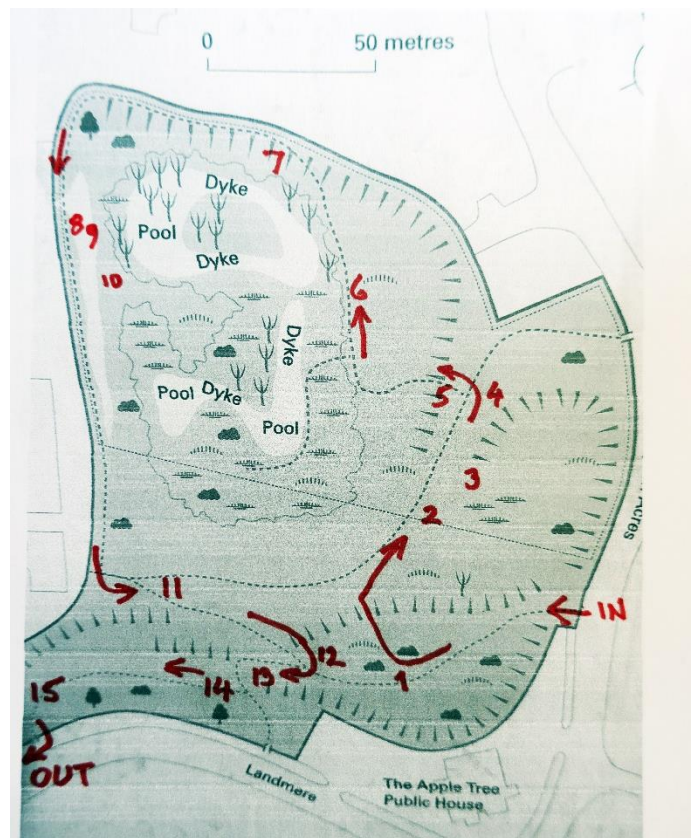 0 50 metres
7
Dyke
8 9
Pool
Dyke
10
6
Dyke
5 4
Pool Dyke
Pool
3
2
Acres
11
IN
12
15
14
13
1
OUT
Landmere
The Apple Tree
Public House